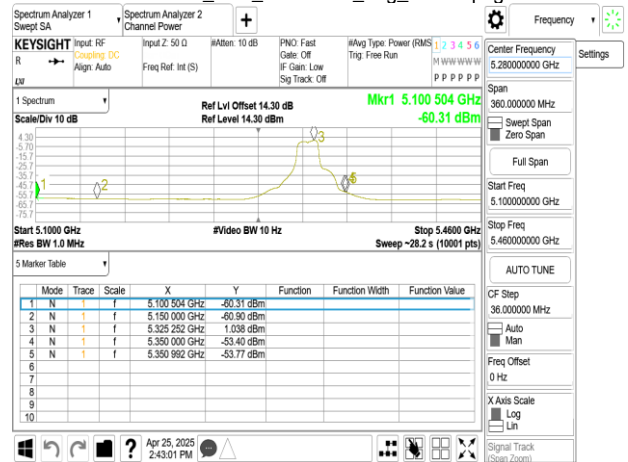 Spectrum Analyzer 1
Swept SA
Spectrum Analyzer 2
Channel Power
+
Frequency
Settings
KEYSIGHT
R
Input: RF
Coupling: DC
Align: Auto
Input Z: 50 Ω
Freq Ref: Int (S)
#Atten: 10 dB
PNO: Fast
Gate: Off
IF Gain: Low
Sig Track: Off
#Avg Type: Power (RMS
Trig: Free Run
1 2 3 4 5 6
M W W W W W
P P P P P P
1 Spectrum
Scale/Div 10 dB
Ref Lvl Offset 14.30 dB
Ref Level 14.30 dBm
Mkr1 5.100 504 GHz
-60.31 dBm
4.30
-5.70
-15.7
-25.7
-35.7
-45.7
-55.7
-65.7
-75.7
1
2
3
5
Start 5.1000 GHz
#Res BW 1.0 MHz
#Video BW 10 Hz
Stop 5.4600 GHz
Sweep ~28.2 s (10001 pts)
5 Marker Table
Mode Trace Scale X Y Function Function Width Function Value
1 N 1 f 5.100 504 GHz -60.31 dBm
2 N 1 f 5.150 000 GHz -60.90 dBm
3 N 1 f 5.325 252 GHz 1.038 dBm
4 N 1 f 5.350 000 GHz -53.40 dBm
5 N 1 f 5.350 992 GHz -53.77 dBm
6
7
8
9
10
Center Frequency
5.280000000 GHz
Span
360.000000 MHz
Swept Span
Zero Span
Full Span
Start Freq
5.100000000 GHz
Stop Freq
5.460000000 GHz
AUTO TUNE
CF Step
36.000000 MHz
Auto
Man
Freq Offset
0 Hz
X Axis Scale
Log
Lin
Signal Track
(Span Zoom)
?
Apr 25, 2025
2:43:01 PM